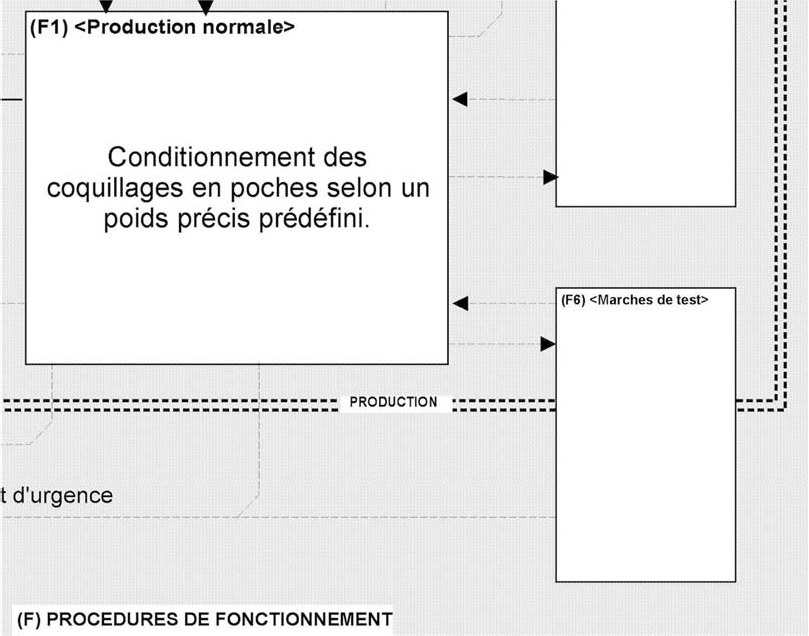 (F1) <Production normale>
Conditionnement des
coquillages en poches selon un
poids précis prédéfini.
(F6) <Marches de test>
PRODUCTION
t d'urgence
(F) PROCEDURES DE FONCTIONNEMENT